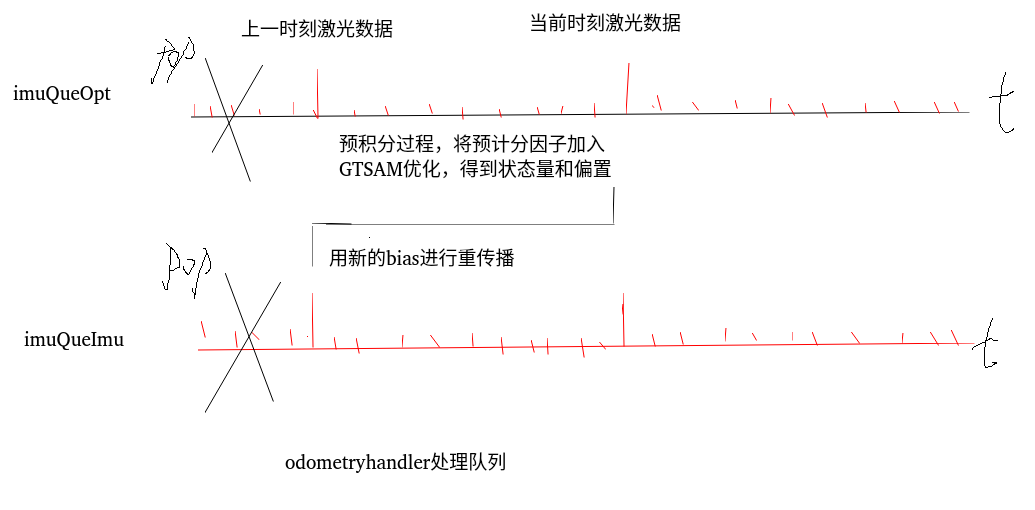 上一时刻激光数据
当前时刻激光数据
pop
imuQueOpt
t
预积分过程，将预计分因子加入
GTSAM优化，得到状态量和偏置
pop
用新的bias进行重传播
imuQueImu
t
odometryhandler处理队列